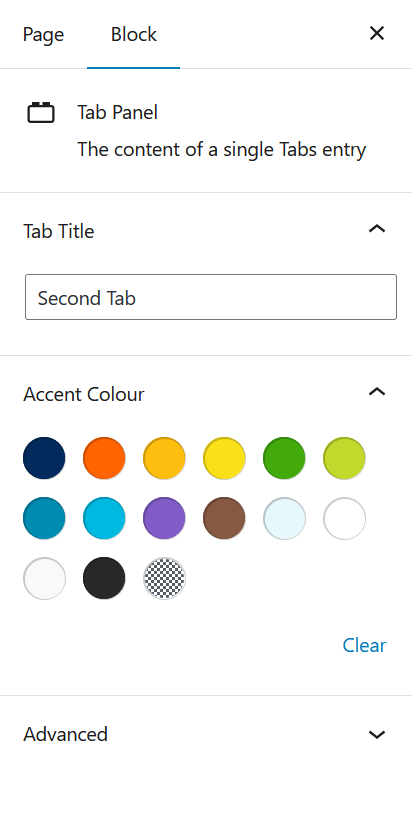 Page Block
Tab Panel
The content of a single Tabs entry
Tab Title
Second Tab
Accent Colour
Clear
Advanced